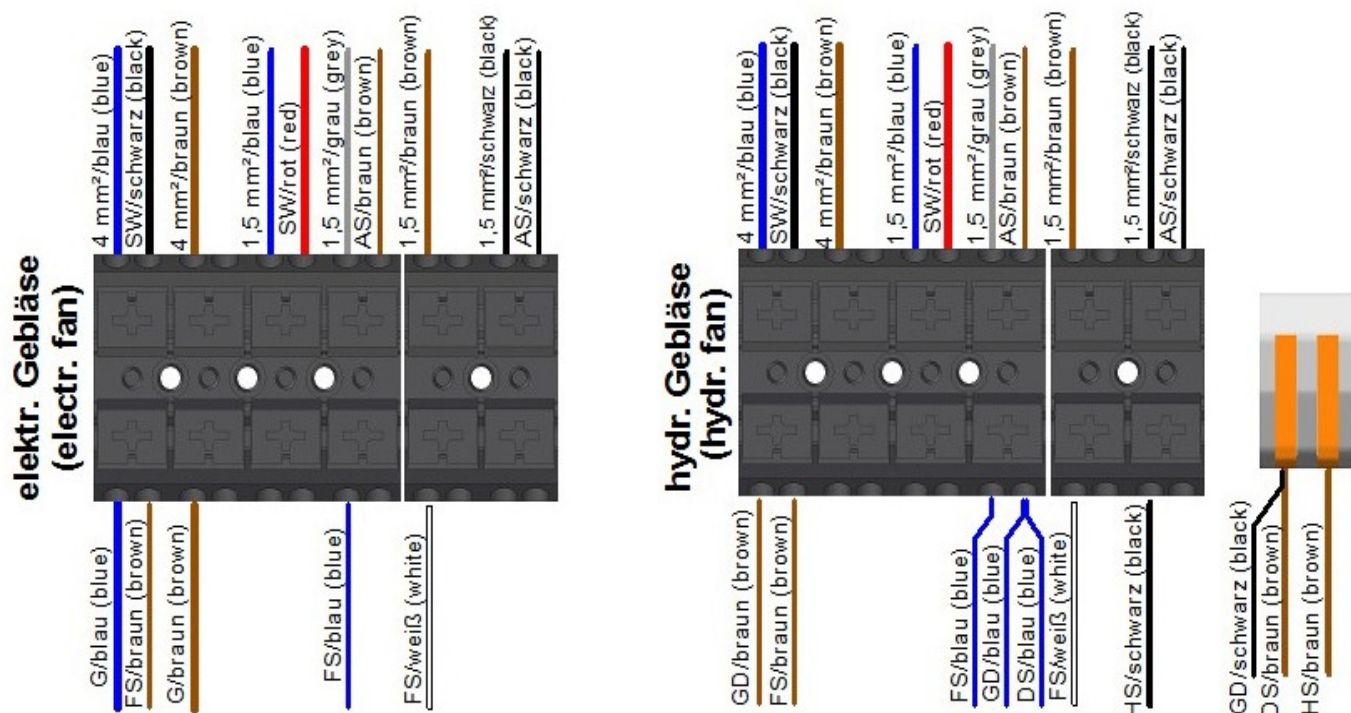 elektr. Gebläse
(electr. fan)
4 mm²/blau (blue)
SW/schwarz (black)
4 mm²/braun (brown)
1,5 mm²/blau (blue)
SW/rot (red)
1,5 mm²/grau (grey)
AS/braun (brown)
1,5 mm²/braun (brown)
1,5 mm²/schwarz (black)
AS/schwarz (black)
G/blau (blue)
FS/braun (brown)
G/braun (brown)
FS/blau (blue)
FS/weiß (white)
hydr. Gebläse
(hydr. fan)
4 mm²/blau (blue)
SW/schwarz (black)
4 mm²/braun (brown)
1,5 mm²/blau (blue)
SW/rot (red)
1,5 mm²/grau (grey)
AS/braun (brown)
1,5 mm²/braun (brown)
1,5 mm²/schwarz (black)
AS/schwarz (black)
GD/braun (brown)
FS/braun (brown)
FS/blau (blue)
GD/blau (blue)
DS/blau (blue)
FS/weiß (white)
HS/schwarz (black)
GD/schwarz (black)
DS/braun (brown)
HS/braun (brown)